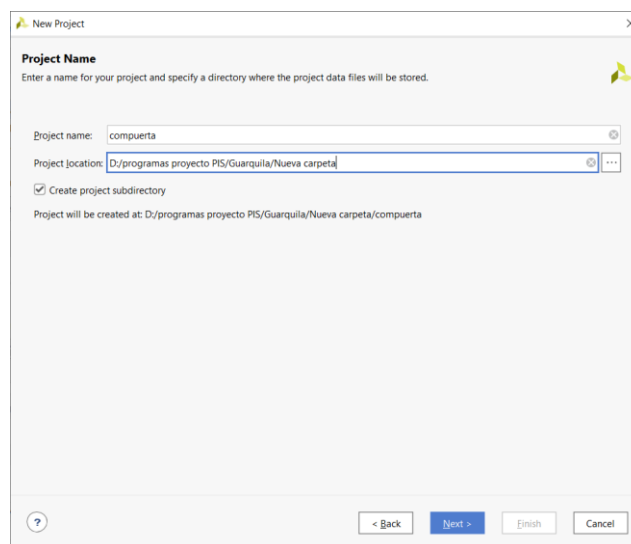 New Project
Project Name
Enter a name for your project and specify a directory where the project data files will be stored.
Project name: compuerta
Project location: D:/programas proyecto PIS/Guarquila/Nueva carpeta ...
Create project subdirectory
Project will be created at: D:/programas proyecto PIS/Guarquila/Nueva carpeta/compuerta
? < Back Next > Finish Cancel